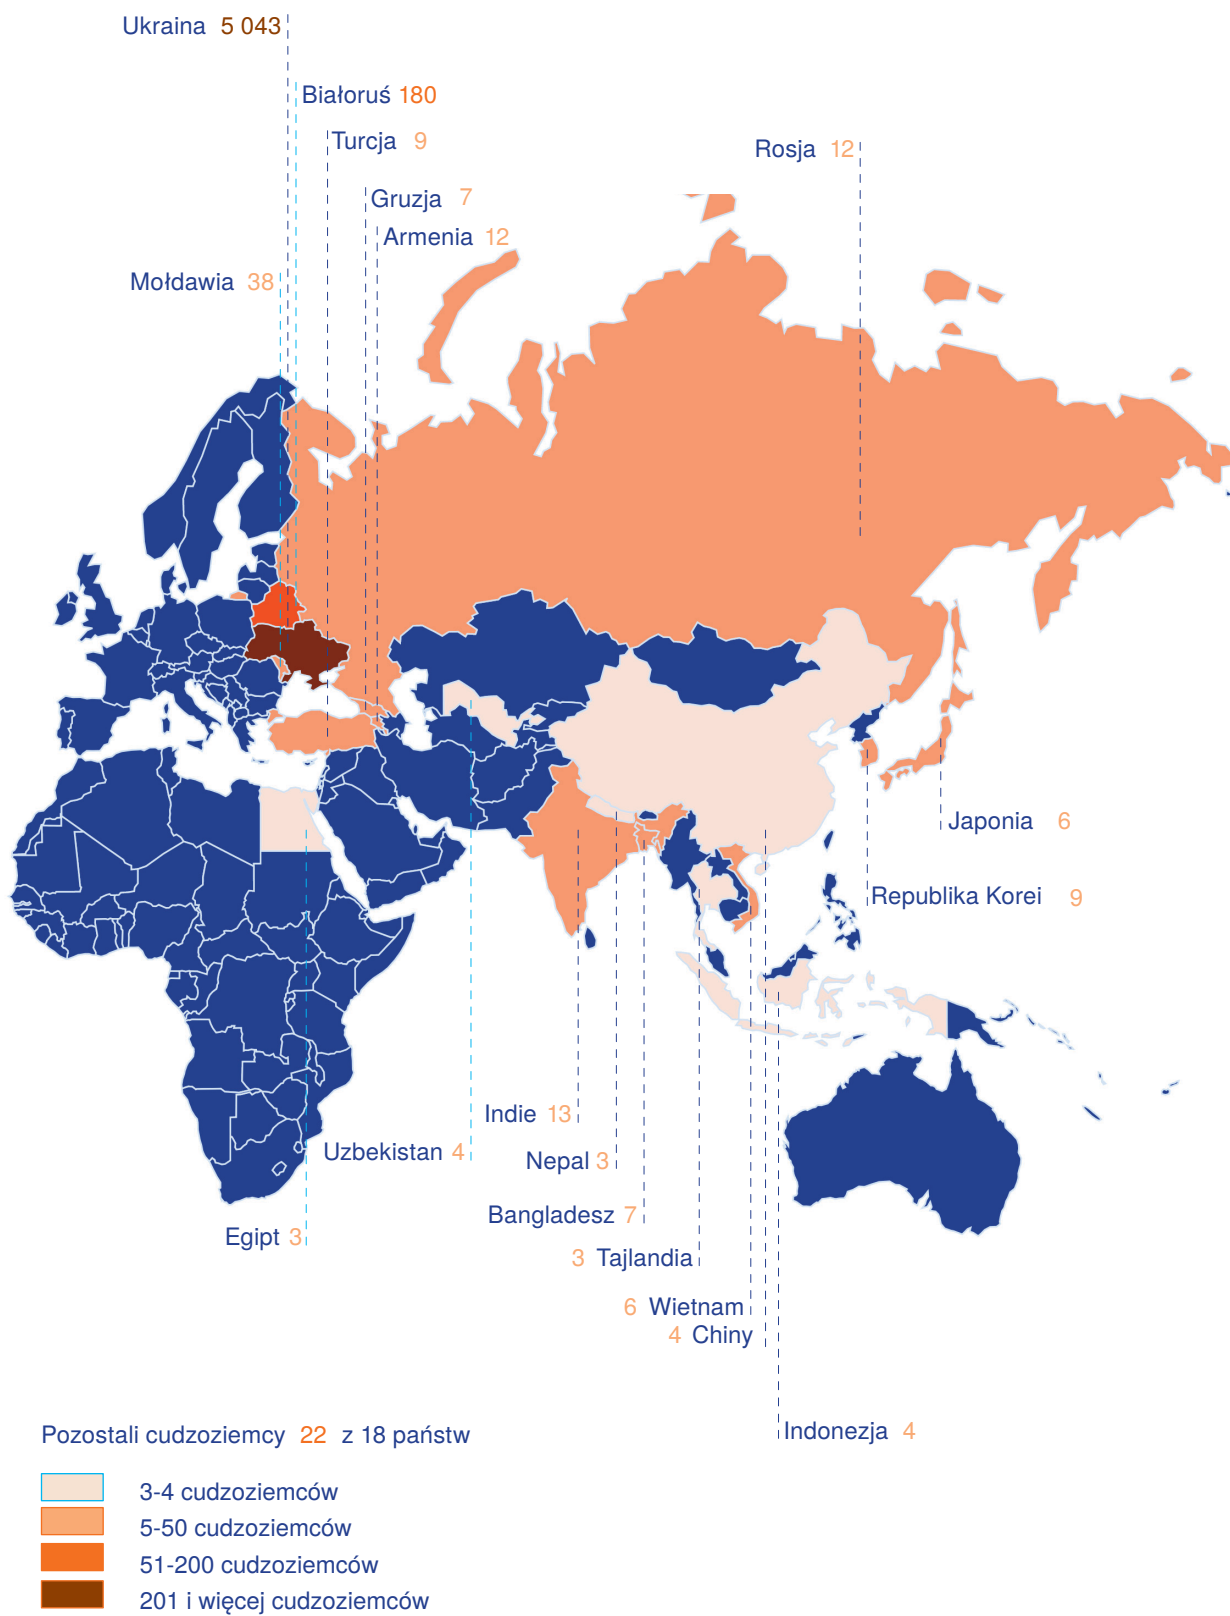 Ukraina 5 043
Białoruś 180
Turcja 9
Rosja 12
Gruzja 7
Armenia 12
Mołdawia 38
Japonia 6
Republika Korei 9
Indie 13
Uzbekistan 4
Nepal 3
Bangladesz 7
Egipt 3
3 Tajlandia
6 Wietnam
4 Chiny
Indonezja 4
Pozostali cudzoziemcy 22 z 18 państw
3-4 cudzoziemców
5-50 cudzoziemców
51-200 cudzoziemców
201 i więcej cudzoziemców